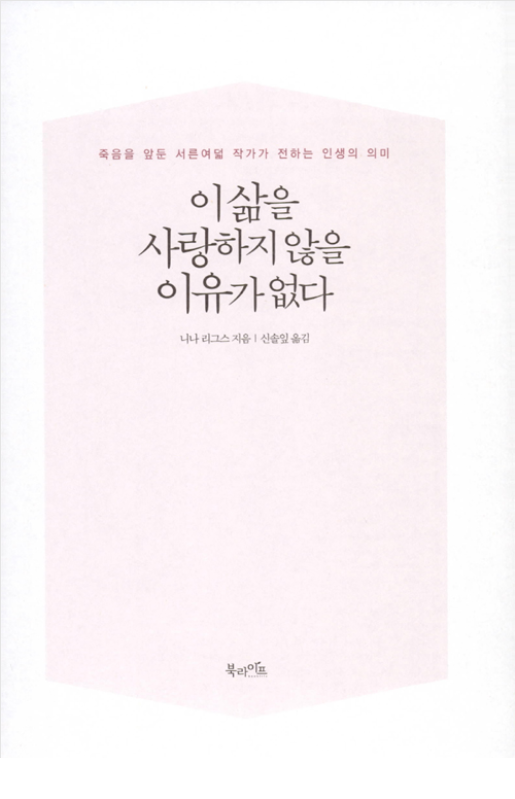 죽음을 앞둔 서른여덟 작가가 전하는 인생의 의미
이 삶을
사랑하지 않을
이유가 없다
니나 리그스 지음 | 신솔잎 옮김
북라이프